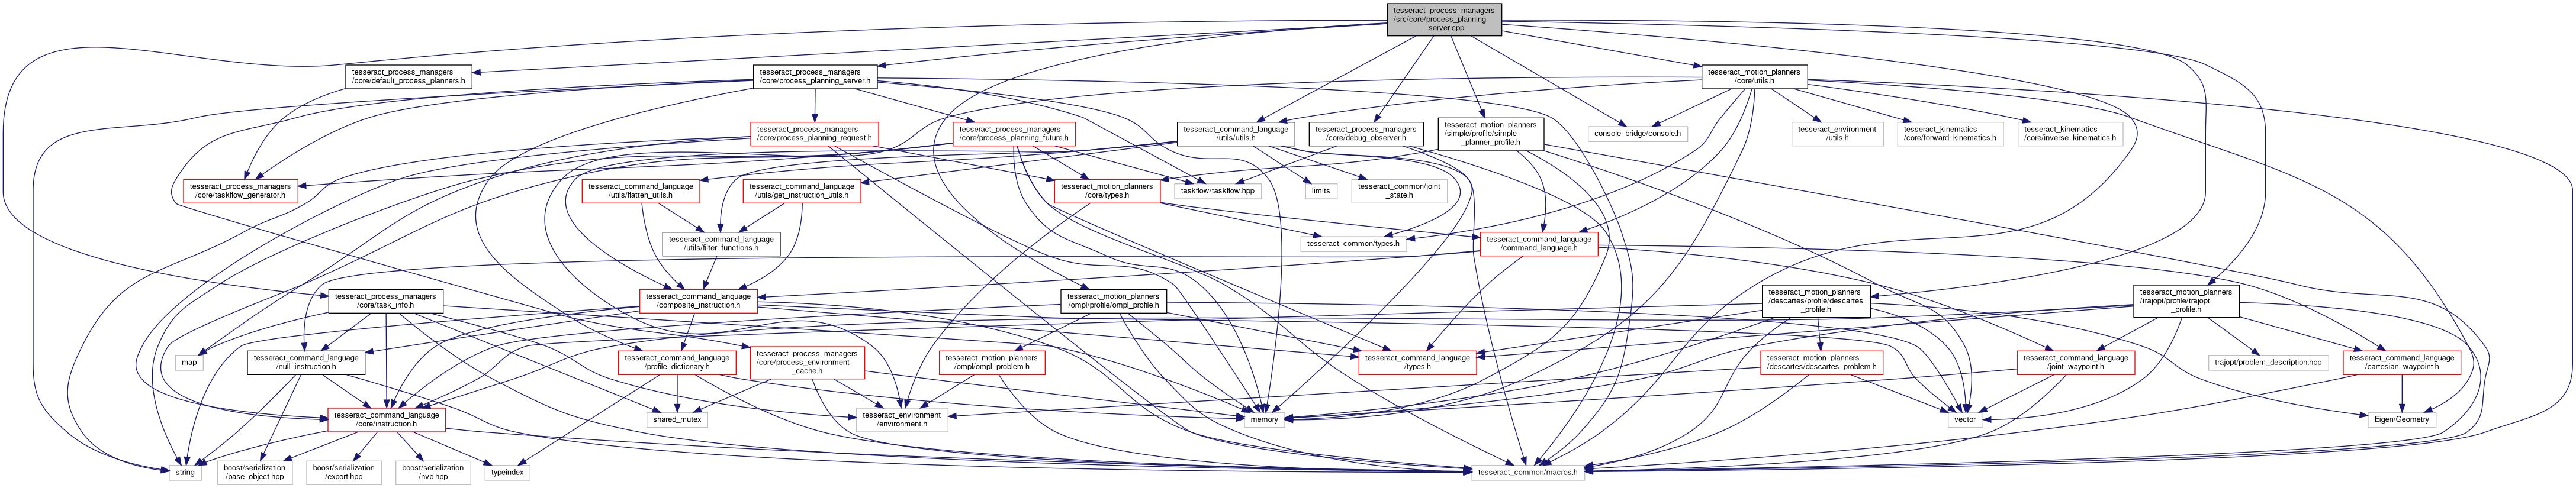 tesseract_process_managers
/src/core/process_planning
_server.cpp
tesseract_process_managers
/core/default_process_planners.h
tesseract_process_managers
/core/process_planning_server.h
tesseract_motion_planners
/core/utils.h
tesseract_process_managers
/core/process_planning_request.h
tesseract_process_managers
/core/process_planning_future.h
tesseract_command_language
/utils/utils.h
tesseract_process_managers
/core/debug_observer.h
tesseract_motion_planners
/simple/profile/simple
_planner_profile.h
console_bridge/console.h
tesseract_environment
/utils.h
tesseract_kinematics
/core/forward_kinematics.h
tesseract_kinematics
/core/inverse_kinematics.h
tesseract_process_managers
/core/taskflow_generator.h
tesseract_command_language
/utils/flatten_utils.h
tesseract_command_language
/utils/get_instruction_utils.h
tesseract_motion_planners
/core/types.h
taskflow/taskflow.hpp
limits
tesseract_common/joint
_state.h
tesseract_command_language
/utils/filter_functions.h
tesseract_common/types.h
tesseract_command_language
/command_language.h
tesseract_process_managers
/core/task_info.h
tesseract_command_language
/composite_instruction.h
tesseract_motion_planners
/ompl/profile/ompl_profile.h
tesseract_motion_planners
/descartes/profile/descartes
_profile.h
tesseract_motion_planners
/trajopt/profile/trajopt
_profile.h
map
tesseract_command_language
/null_instruction.h
tesseract_command_language
/profile_dictionary.h
tesseract_process_managers
/core/process_environment
_cache.h
tesseract_motion_planners
/ompl/ompl_problem.h
tesseract_command_language
/types.h
tesseract_motion_planners
/descartes/descartes_problem.h
tesseract_command_language
/joint_waypoint.h
trajopt/problem_description.hpp
tesseract_command_language
/cartesian_waypoint.h
tesseract_command_language
/core/instruction.h
shared_mutex
tesseract_environment
/environment.h
memory
vector
Eigen/Geometry
string
boost/serialization
/base_object.hpp
boost/serialization
/export.hpp
boost/serialization
/nvp.hpp
typeindex
tesseract_common/macros.h